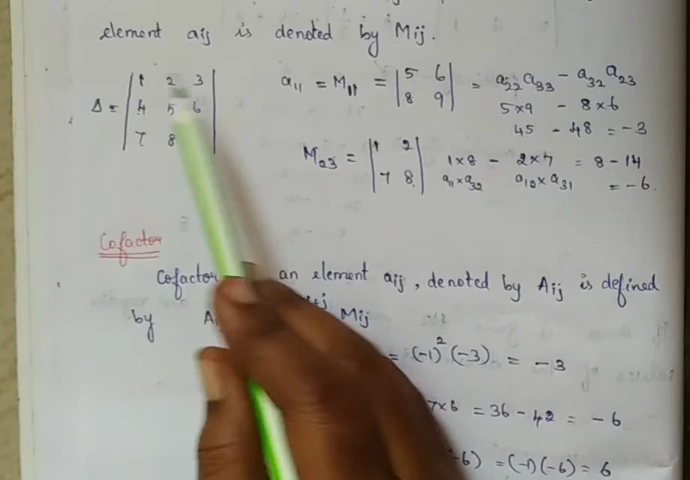 element aij is denoted by Mij.
Δ = | 1 2 3 | a11 = M11 = | 5 6 | = a22 a33 - a32 a23
| 4 5 6 | | 8 9 | 5×9 - 8×6
| 7 8 | 45 - 48 = -3
M23 = | 1 2 | 1×8 - 2×7 = 8-14
| 7 8 | a11×a32 a12×a31 = -6.
Cofactor
Cofactor an element aij, denoted by Aij is defined
by Mij
= (-1)² (-3) = -3
7×6 = 36 - 42 = -6
-6) = (-1)(-6) = 6